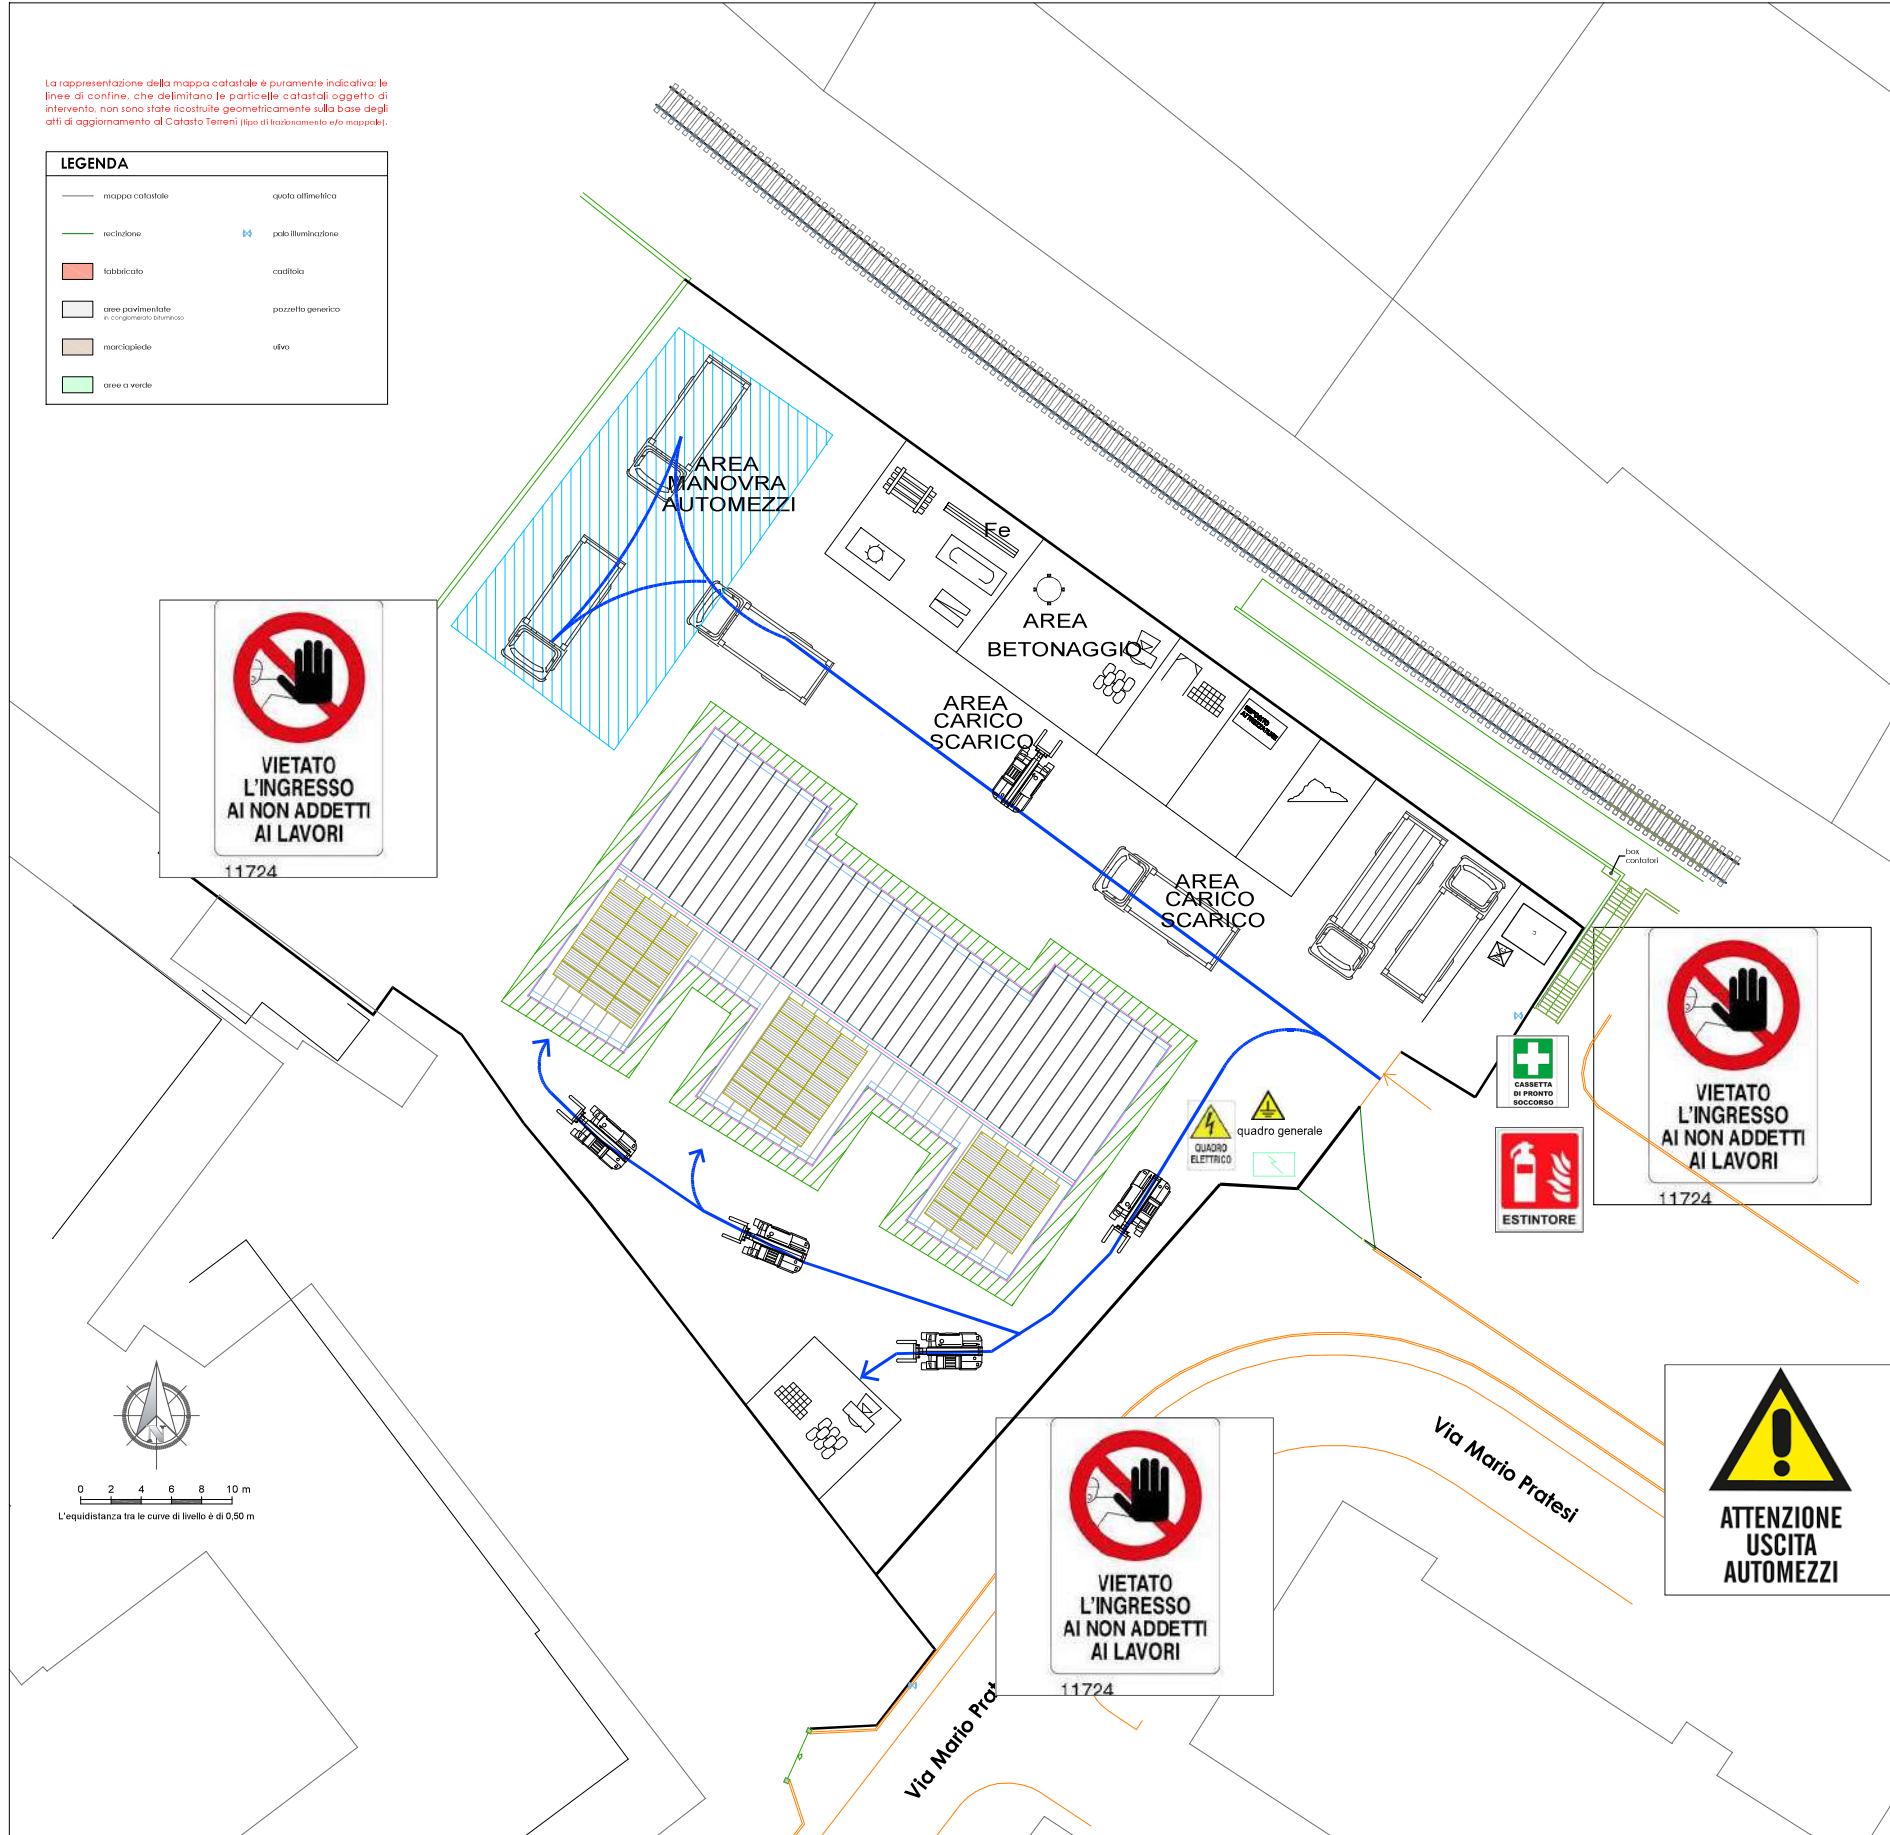 La rappresentazione della mappa catastale è puramente indicativa: le
linee di confine, che delimitano le particelle catastali oggetto di
intervento, non sono state ricostruite geometricamente sulla base degli
atti di aggiornamento al Catasto Terreni (tipo di frazionamento e/o mappale).
LEGENDA
mappa catastale
quota altimetrica
recinzione
palo illuminazione
fabbricato
caditoia
aree pavimentate
in conglomerato bituminoso
pozzetto generico
marciapiede
ulivo
aree a verde
AREA
MANOVRA
AUTOMEZZI
Fe
AREA
BETONAGGIO
AREA
CARICO
SCARICO
DEPOSITO
ATTREZZATURE
AREA
CARICO
SCARICO
box
contatori
VIETATO
L'INGRESSO
AI NON ADDETTI
AI LAVORI
11724
VIETATO
L'INGRESSO
AI NON ADDETTI
AI LAVORI
11724
CASSETTA
DI PRONTO
SOCCORSO
ESTINTORE
QUADRO
ELETTRICO
quadro generale
N
0 2 4 6 8 10 m
L'equidistanza tra le curve di livello è di 0,50 m
Via Mario Pratesi
ATTENZIONE
USCITA
AUTOMEZZI
VIETATO
L'INGRESSO
AI NON ADDETTI
AI LAVORI
11724
Via Mario Prat